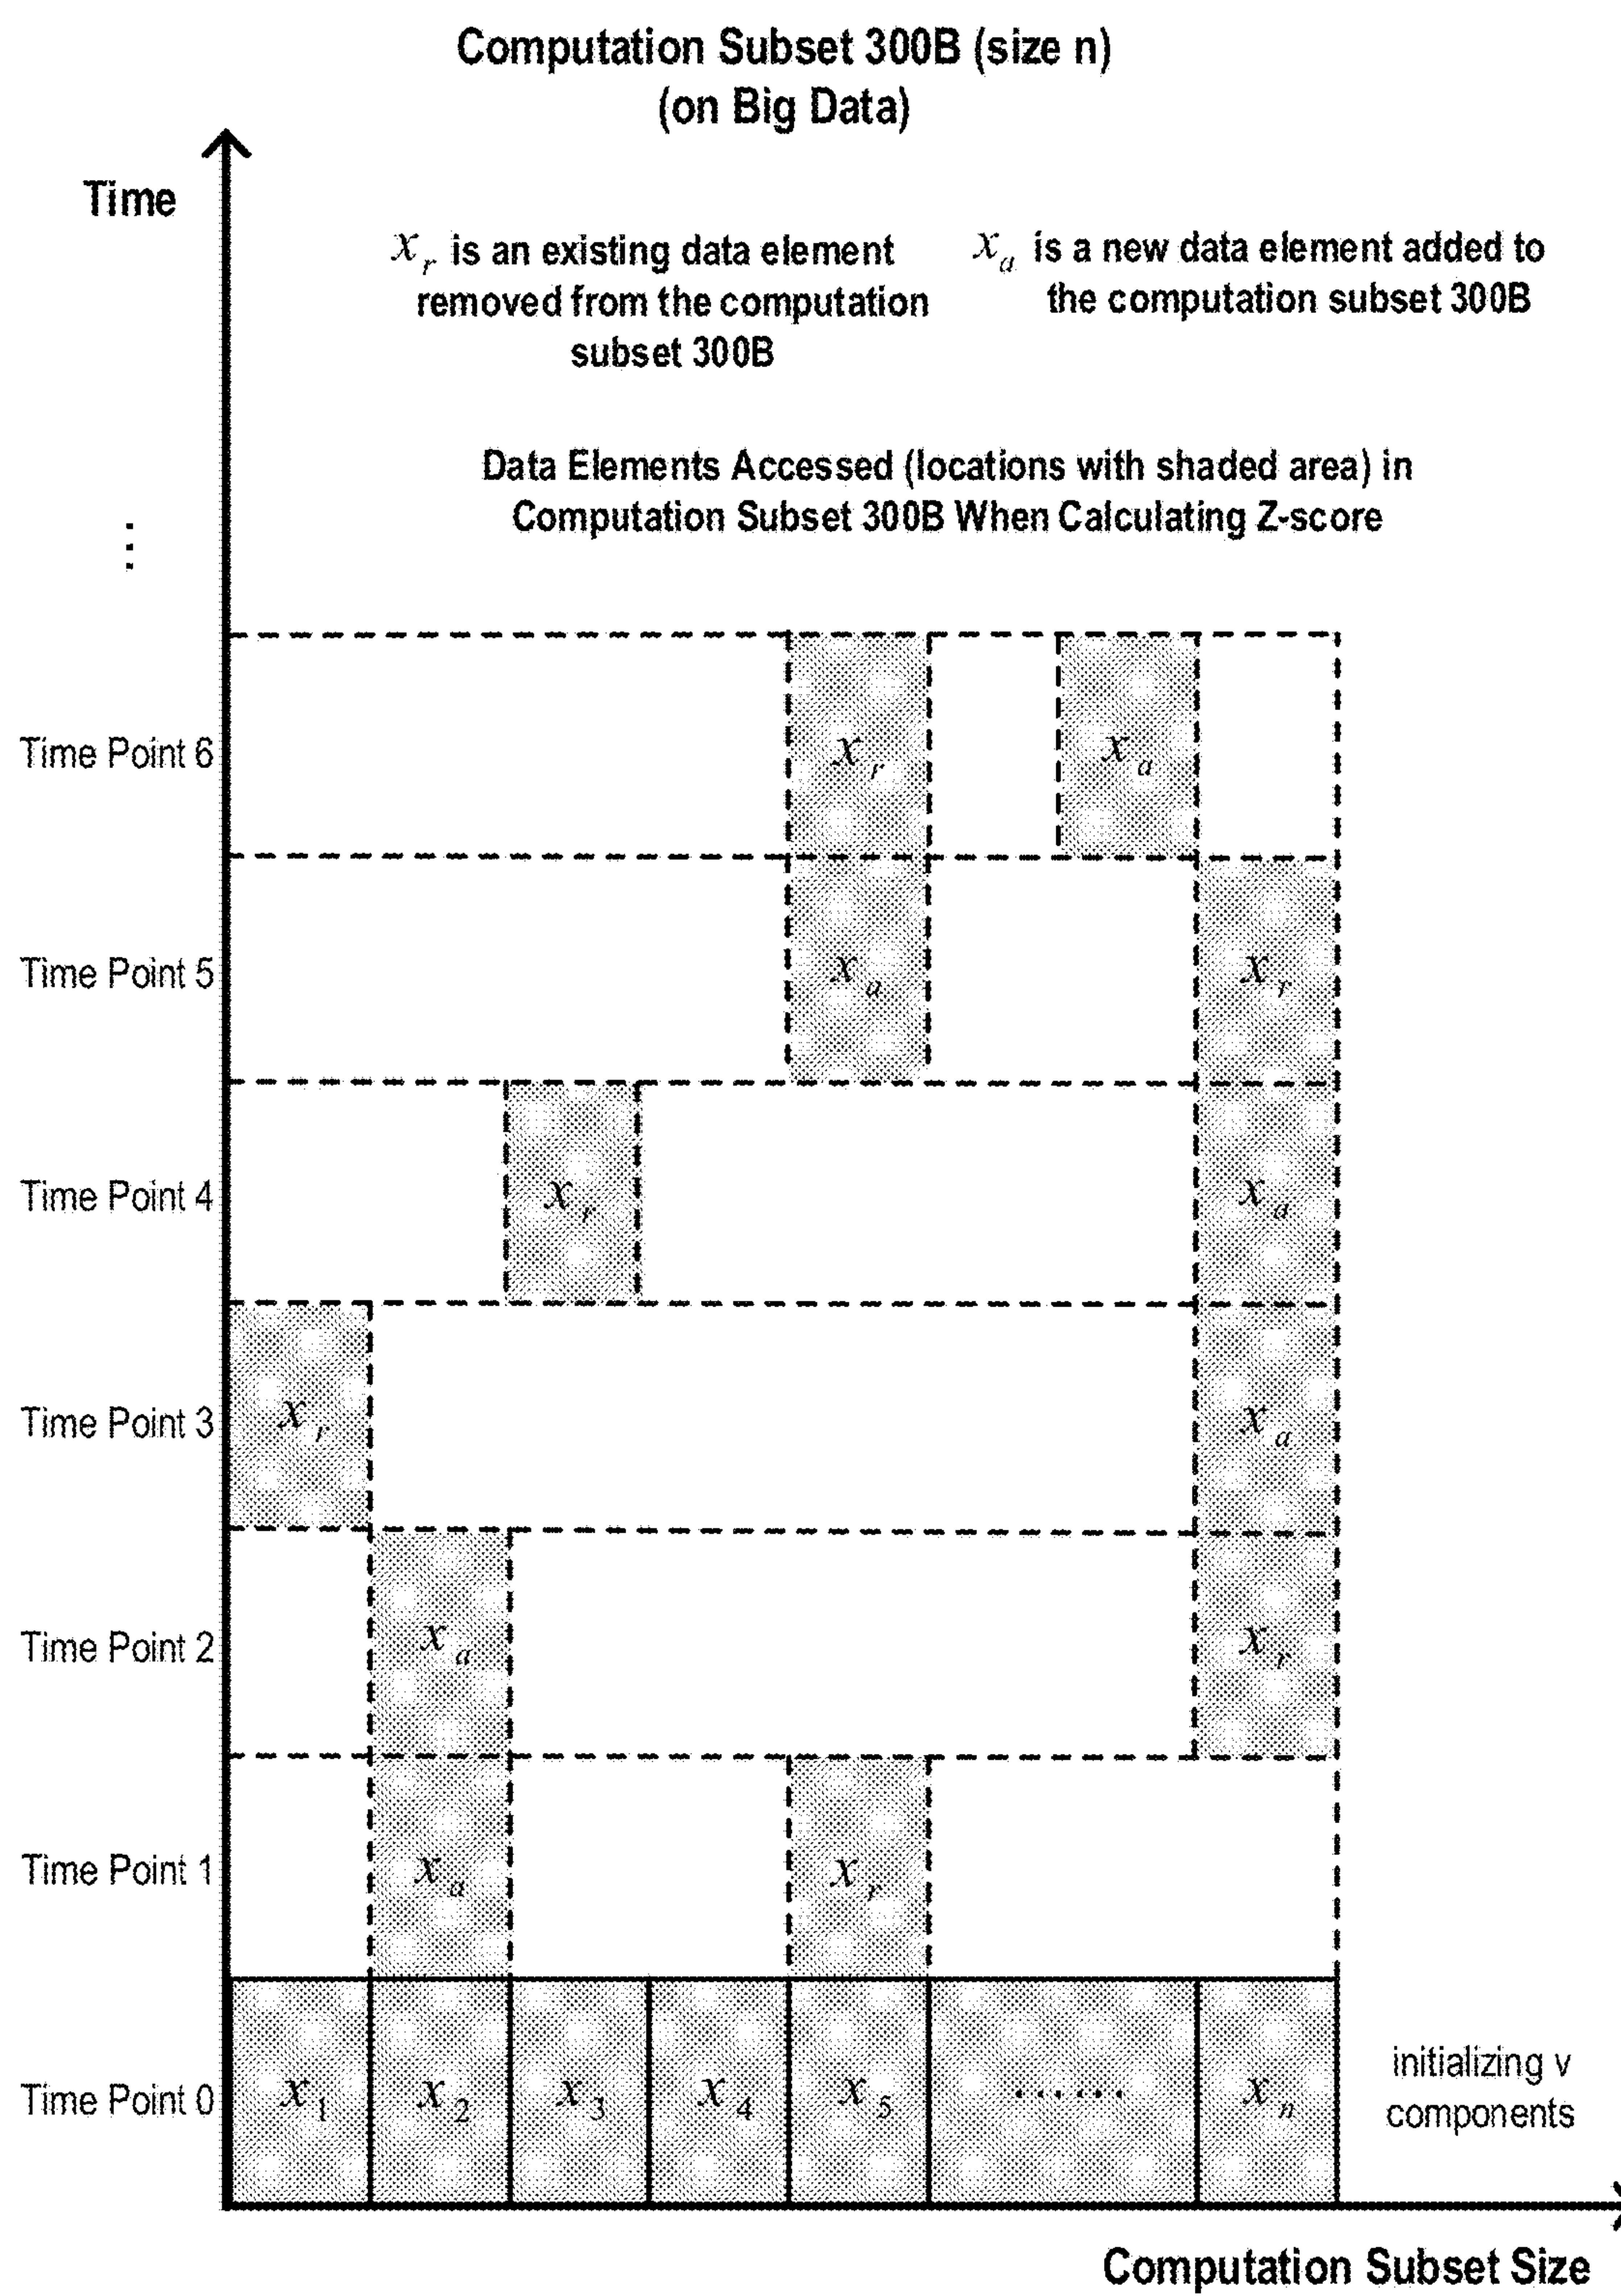 Computation Subset 300B (size n)
(on Big Data)
Time
x_r is an existing data element
removed from the computation
subset 300B
x_a is a new data element added to
the computation subset 300B
Data Elements Accessed (locations with shaded area) in
Computation Subset 300B When Calculating Z-score
⋮
Time Point 6 x_r x_a
Time Point 5 x_a x_r
Time Point 4 x_r x_a
Time Point 3 x_r x_a
Time Point 2 x_a x_r
Time Point 1 x_a x_r
Time Point 0 x_1 x_2 x_3 x_4 x_5 ...... x_n
initializing v
components
Computation Subset Size